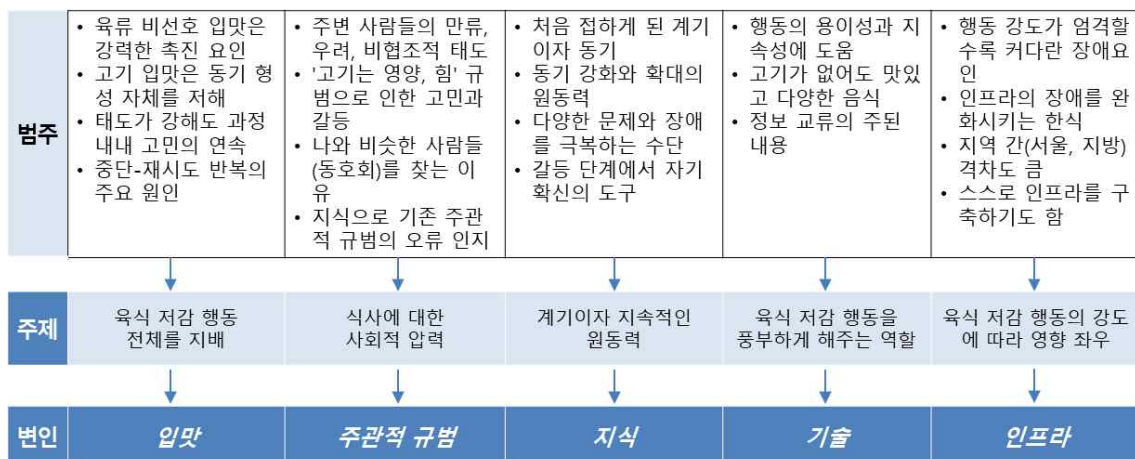 범주
• 육류 비선호 입맛은
강력한 촉진 요인
• 고기 입맛은 동기 형
성 자체를 저해
• 태도가 강해도 과정
내내 고민의 연속
• 중단-재시도 반복의
주요 원인
• 주변 사람들의 만류,
우려, 비협조적 태도
• '고기는 영양, 힘' 규
범으로 인한 고민과
갈등
• 나와 비슷한 사람들
(동호회)를 찾는 이
유
• 지식으로 기존 주관
적 규범의 오류 인지
• 처음 접하게 된 계기
이자 동기
• 동기 강화와 확대의
원동력
• 다양한 문제와 장애
를 극복하는 수단
• 갈등 단계에서 자기
확신의 도구
• 행동의 용이성과 지
속성에 도움
• 고기가 없어도 맛있
고 다양한 음식
• 정보 교류의 주된
내용
• 행동 강도가 엄격할
수록 커다란 장애요
인
• 인프라의 장애를 완
화시키는 한식
• 지역 간(서울, 지방)
격차도 큼
• 스스로 인프라를 구
축하기도 함
주제
육식 저감 행동
전체를 지배
식사에 대한
사회적 압력
계기이자 지속적인
원동력
육식 저감 행동을
풍부하게 해주는 역할
육식 저감 행동의 강도
에 따라 영향 좌우
변인
입맛
주관적 규범
지식
기술
인프라